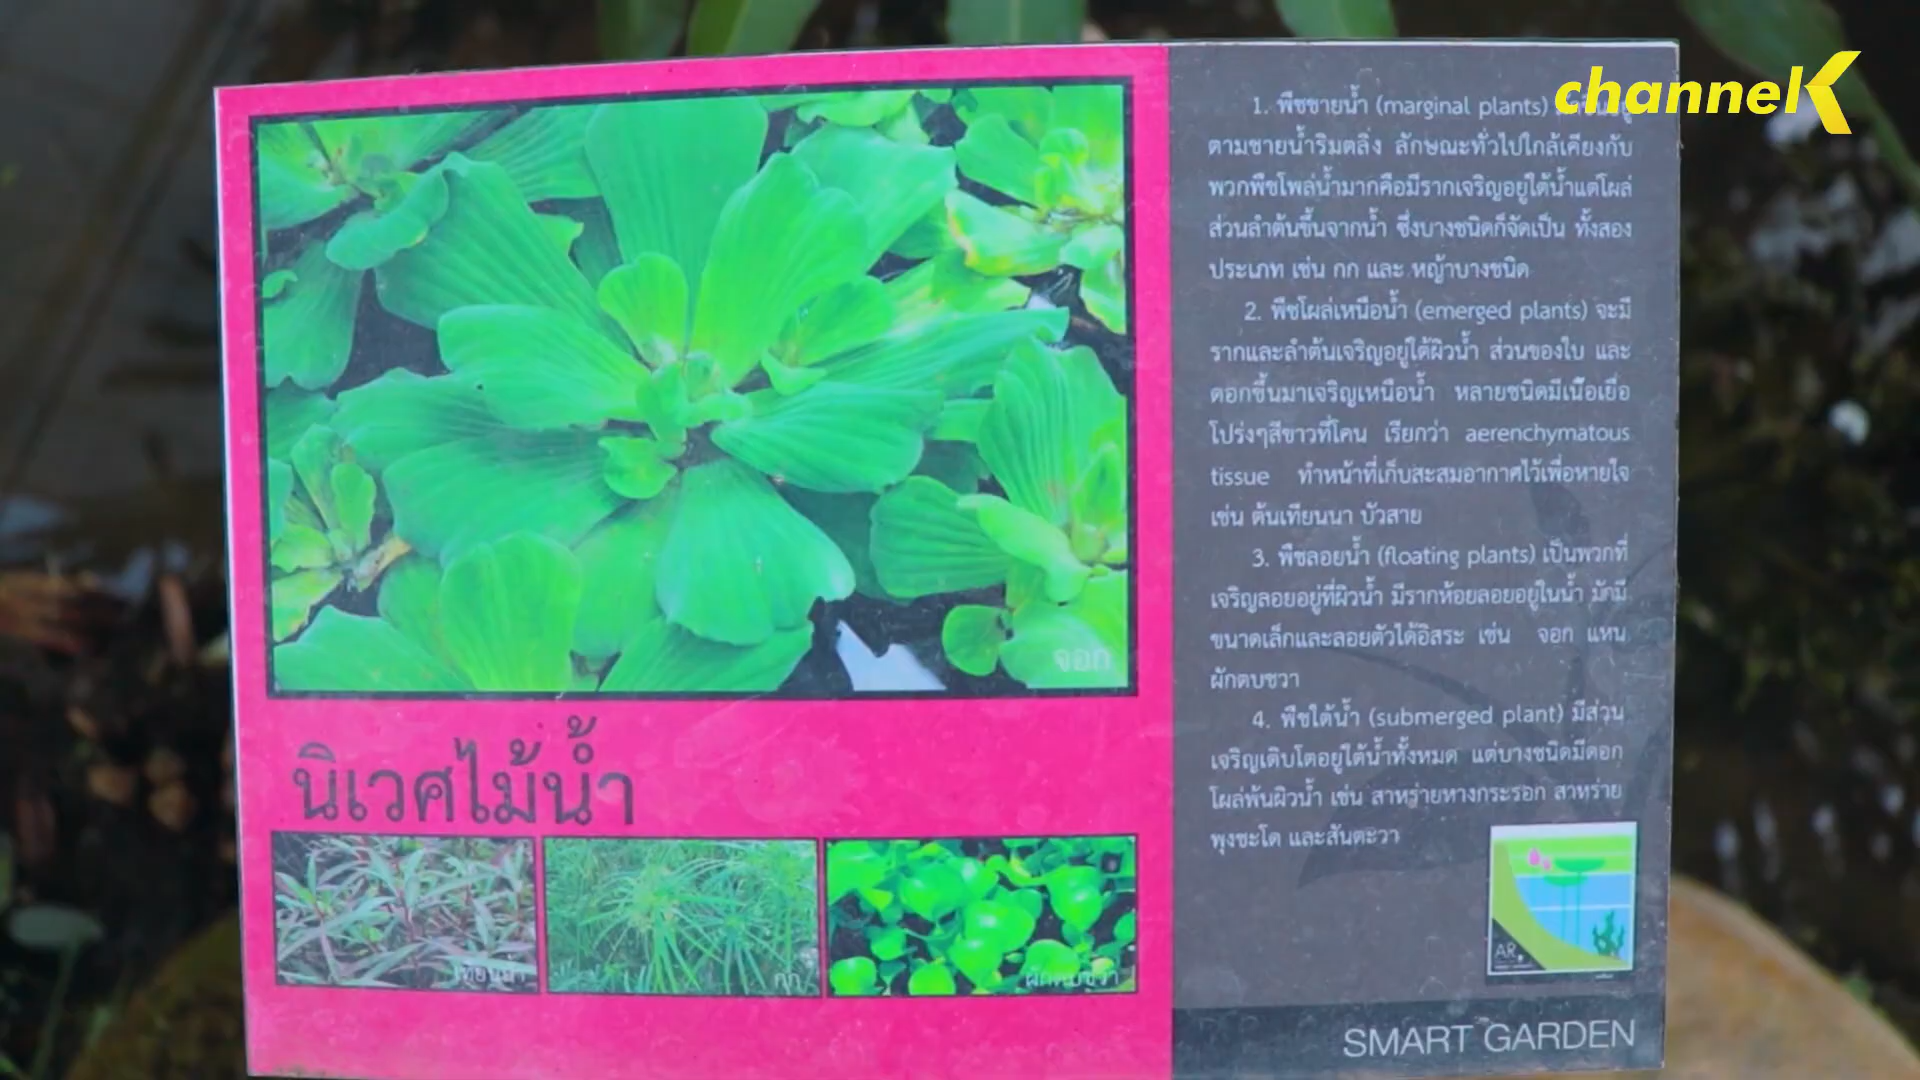 channelK
1. พืชชายน้ำ (marginal plants)
ตามชายน้ำริมตลิ่ง ลักษณะทั่วไปใกล้เคียงกับ
พวกพืชโพล่น้ำมากคือมีรากเจริญอยู่ใต้น้ำแต่โผล่
ส่วนลำต้นขึ้นจากน้ำ ซึ่งบางชนิดก็จัดเป็น ทั้งสอง
ประเภท เช่น กก และ หญ้าบางชนิด
2. พืชโผล่เหนือน้ำ (emerged plants) จะมี
รากและลำต้นเจริญอยู่ใต้ผิวน้ำ ส่วนของใบ และ
ดอกขึ้นมาเจริญเหนือน้ำ หลายชนิดมีเนื้อเยื่อ
โปร่งๆสีขาวที่โคน เรียกว่า aerenchymatous
tissue ทำหน้าที่เก็บสะสมอากาศไว้เพื่อหายใจ
เช่น ต้นเทียนนา บัวสาย
3. พืชลอยน้ำ (floating plants) เป็นพวกที่
เจริญลอยอยู่ที่ผิวน้ำ มีรากห้อยลอยอยู่ในน้ำ มักมี
ขนาดเล็กและลอยตัวได้อิสระ เช่น จอก แหน
ผักตบชวา
4. พืชใต้น้ำ (submerged plant) มีส่วน
เจริญเติบโตอยู่ใต้น้ำทั้งหมด แต่บางชนิดมีดอก
โผล่พ้นผิวน้ำ เช่น สาหร่ายหางกระรอก สาหร่าย
พุงชะโด และสันตะวา
จอก
นิเวศไม้น้ำ
เทียนนา
กก
ผักตบชวา
AR
SMART GARDEN